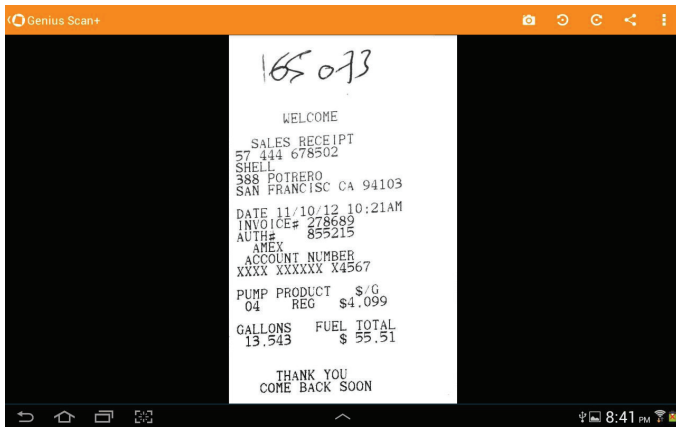 Genius Scan+
165 073
WELCOME
SALES RECEIPT
57 444 678502
SHELL
388 POTRERO
SAN FRANCISC CA 94103
DATE 11/10/12 10:21AM
INVOICE# 278689
AUTH# 855215
AMEX
ACCOUNT NUMBER
XXXX XXXXXX X4567
PUMP PRODUCT $/G
04 REG $4.099
GALLONS FUEL TOTAL
13.543 $ 55.51
THANK YOU
COME BACK SOON
8:41 PM